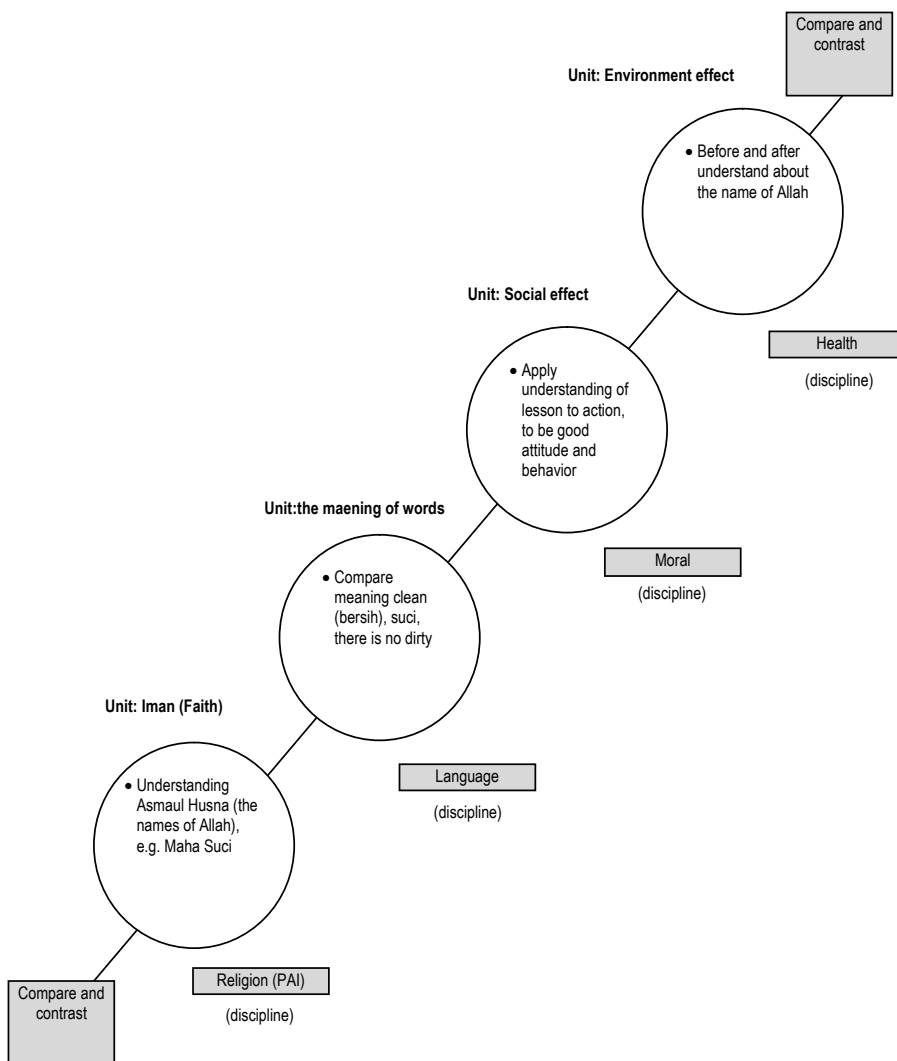 Compare and
contrast
Unit: Environment effect
• Before and after
understand about
the name of Allah
Unit: Social effect
Health
(discipline)
• Apply
understanding of
lesson to action,
to be good
attitude and
behavior
Unit:the maening of words
Moral
(discipline)
• Compare
meaning clean
(bersih), suci,
there is no dirty
Unit: Iman (Faith)
Language
(discipline)
• Understanding
Asmaul Husna (the
names of Allah),
e.g. Maha Suci
Religion (PAI)
(discipline)
Compare and
contrast